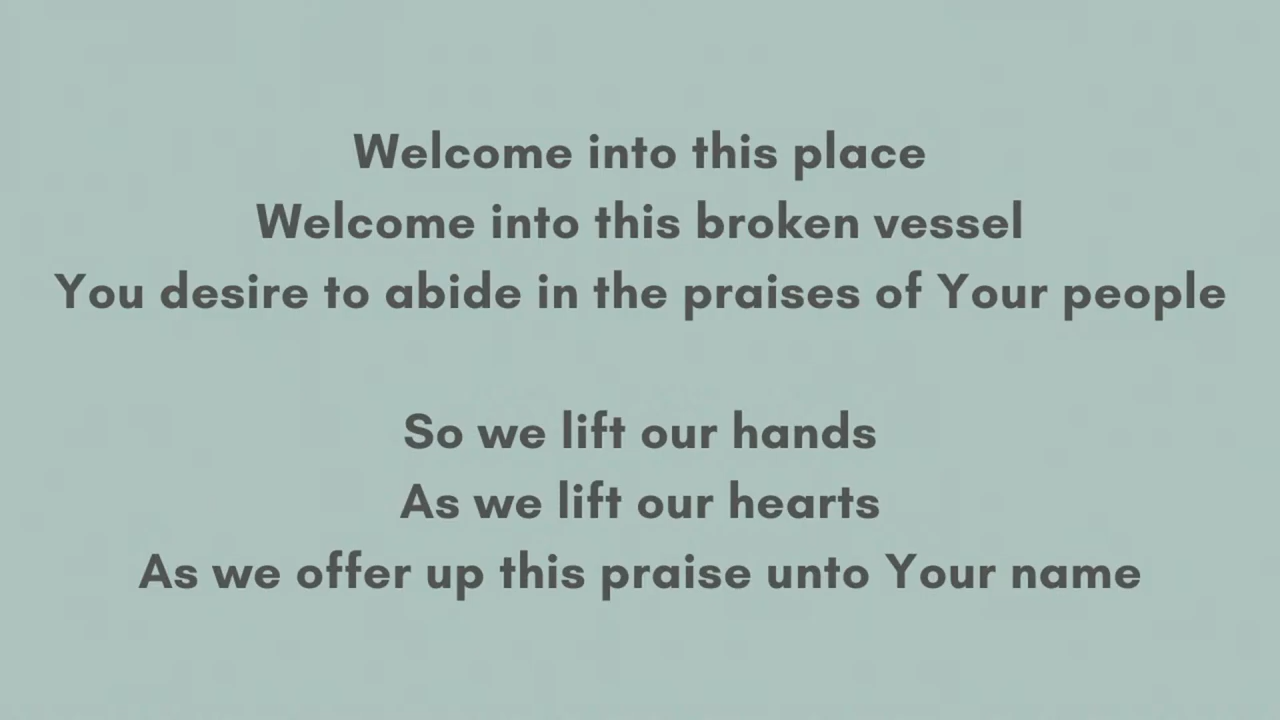 Welcome into this place
Welcome into this broken vessel
You desire to abide in the praises of Your people
So we lift our hands
As we lift our hearts
As we offer up this praise unto Your name